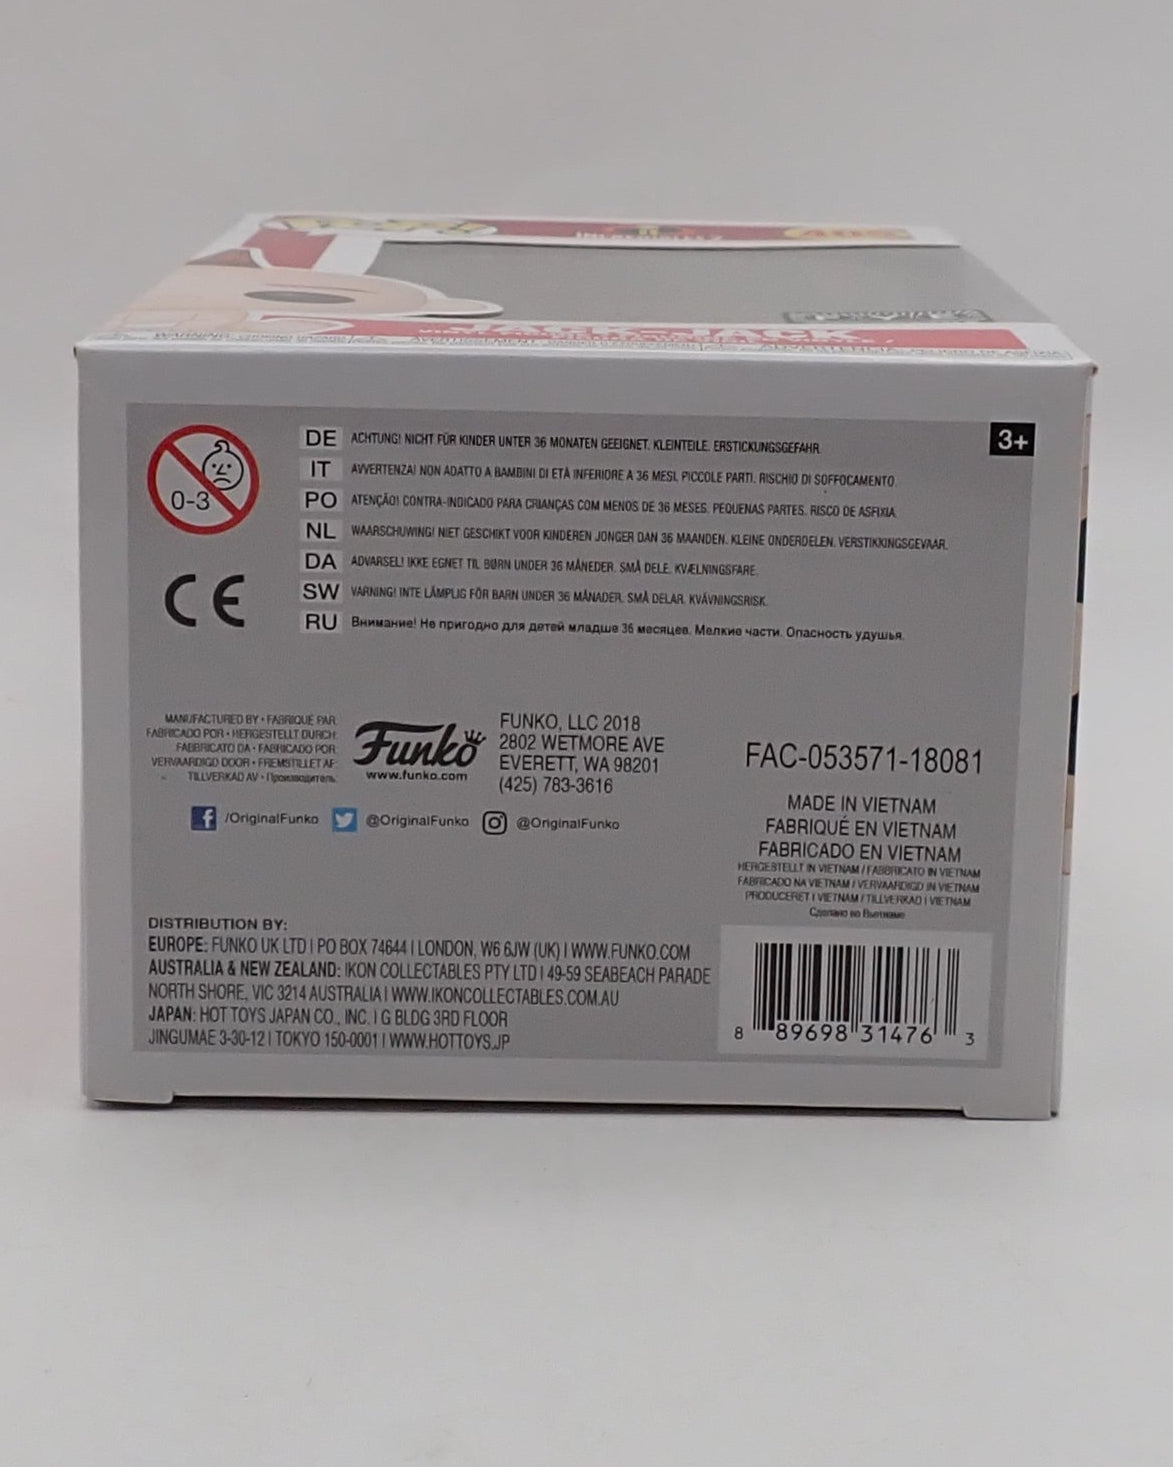 POP!
INCREDIBLES 2
JACK-JACK
DE ACHTUNG! NICHT FÜR KINDER UNTER 36 MONATEN GEEIGNET. KLEINTEILE. ERSTICKUNGSGEFAHR.
3+
IT AVVERTENZA! NON ADATTO A BAMBINI DI ETÀ INFERIORE A 36 MESI. PICCOLE PARTI. RISCHIO DI SOFFOCAMENTO.
0-3
PO ATENÇÃO! CONTRA-INDICADO PARA CRIANÇAS COM MENOS DE 36 MESES. PEQUENAS PARTES. RISCO DE ASFIXIA.
NL WAARSCHUWING! NIET GESCHIKT VOOR KINDEREN JONGER DAN 36 MAANDEN. KLEINE ONDERDELEN. VERSTIKKINGSGEVAAR.
DA ADVARSEL! IKKE EGNET TIL BØRN UNDER 36 MÅNEDER. SMÅ DELE. KVÆLNINGSFARE.
CE
SW VARNING! INTE LÄMPLIG FÖR BARN UNDER 36 MÅNADER. SMÅ DELAR. KVÄVNINGSRISK.
RU Внимание! Не пригодно для детей младше 36 месяцев. Мелкие части. Опасность удушья.
MANUFACTURED BY • FABRIQUÉ PAR
FABRICADO POR • HERGESTELLT DURCH:
FABBRICATO DA • FABRICADO POR
VERVAARDIGD DOOR • FREMSTILLET AF:
TILLVERKAD AV • Производитель:
Funko
www.funko.com
FUNKO, LLC 2018
2802 WETMORE AVE
EVERETT, WA 98201
(425) 783-3616
/OriginalFunko @OriginalFunko @OriginalFunko
FAC-053571-18081
MADE IN VIETNAM
FABRIQUÉ EN VIETNAM
FABRICADO EN VIETNAM
HERGESTELLT IN VIETNAM / FABBRICATO IN VIETNAM
FABRICADO NA VIETNAM / VERVAARDIGD IN VIETNAM
PRODUCERET I VIETNAM / TILLVERKAD I VIETNAM
Сделано во Вьетнаме
DISTRIBUTION BY:
EUROPE: FUNKO UK LTD | PO BOX 74644 | LONDON, W6 6JW (UK) | WWW.FUNKO.COM
AUSTRALIA & NEW ZEALAND: IKON COLLECTABLES PTY LTD | 49-59 SEABEACH PARADE
NORTH SHORE, VIC 3214 AUSTRALIA | WWW.IKONCOLLECTABLES.COM.AU
JAPAN: HOT TOYS JAPAN CO., INC. | G BLDG 3RD FLOOR
JINGUMAE 3-30-12 | TOKYO 150-0001 | WWW.HOTTOYS.JP
8 89698 31476 3